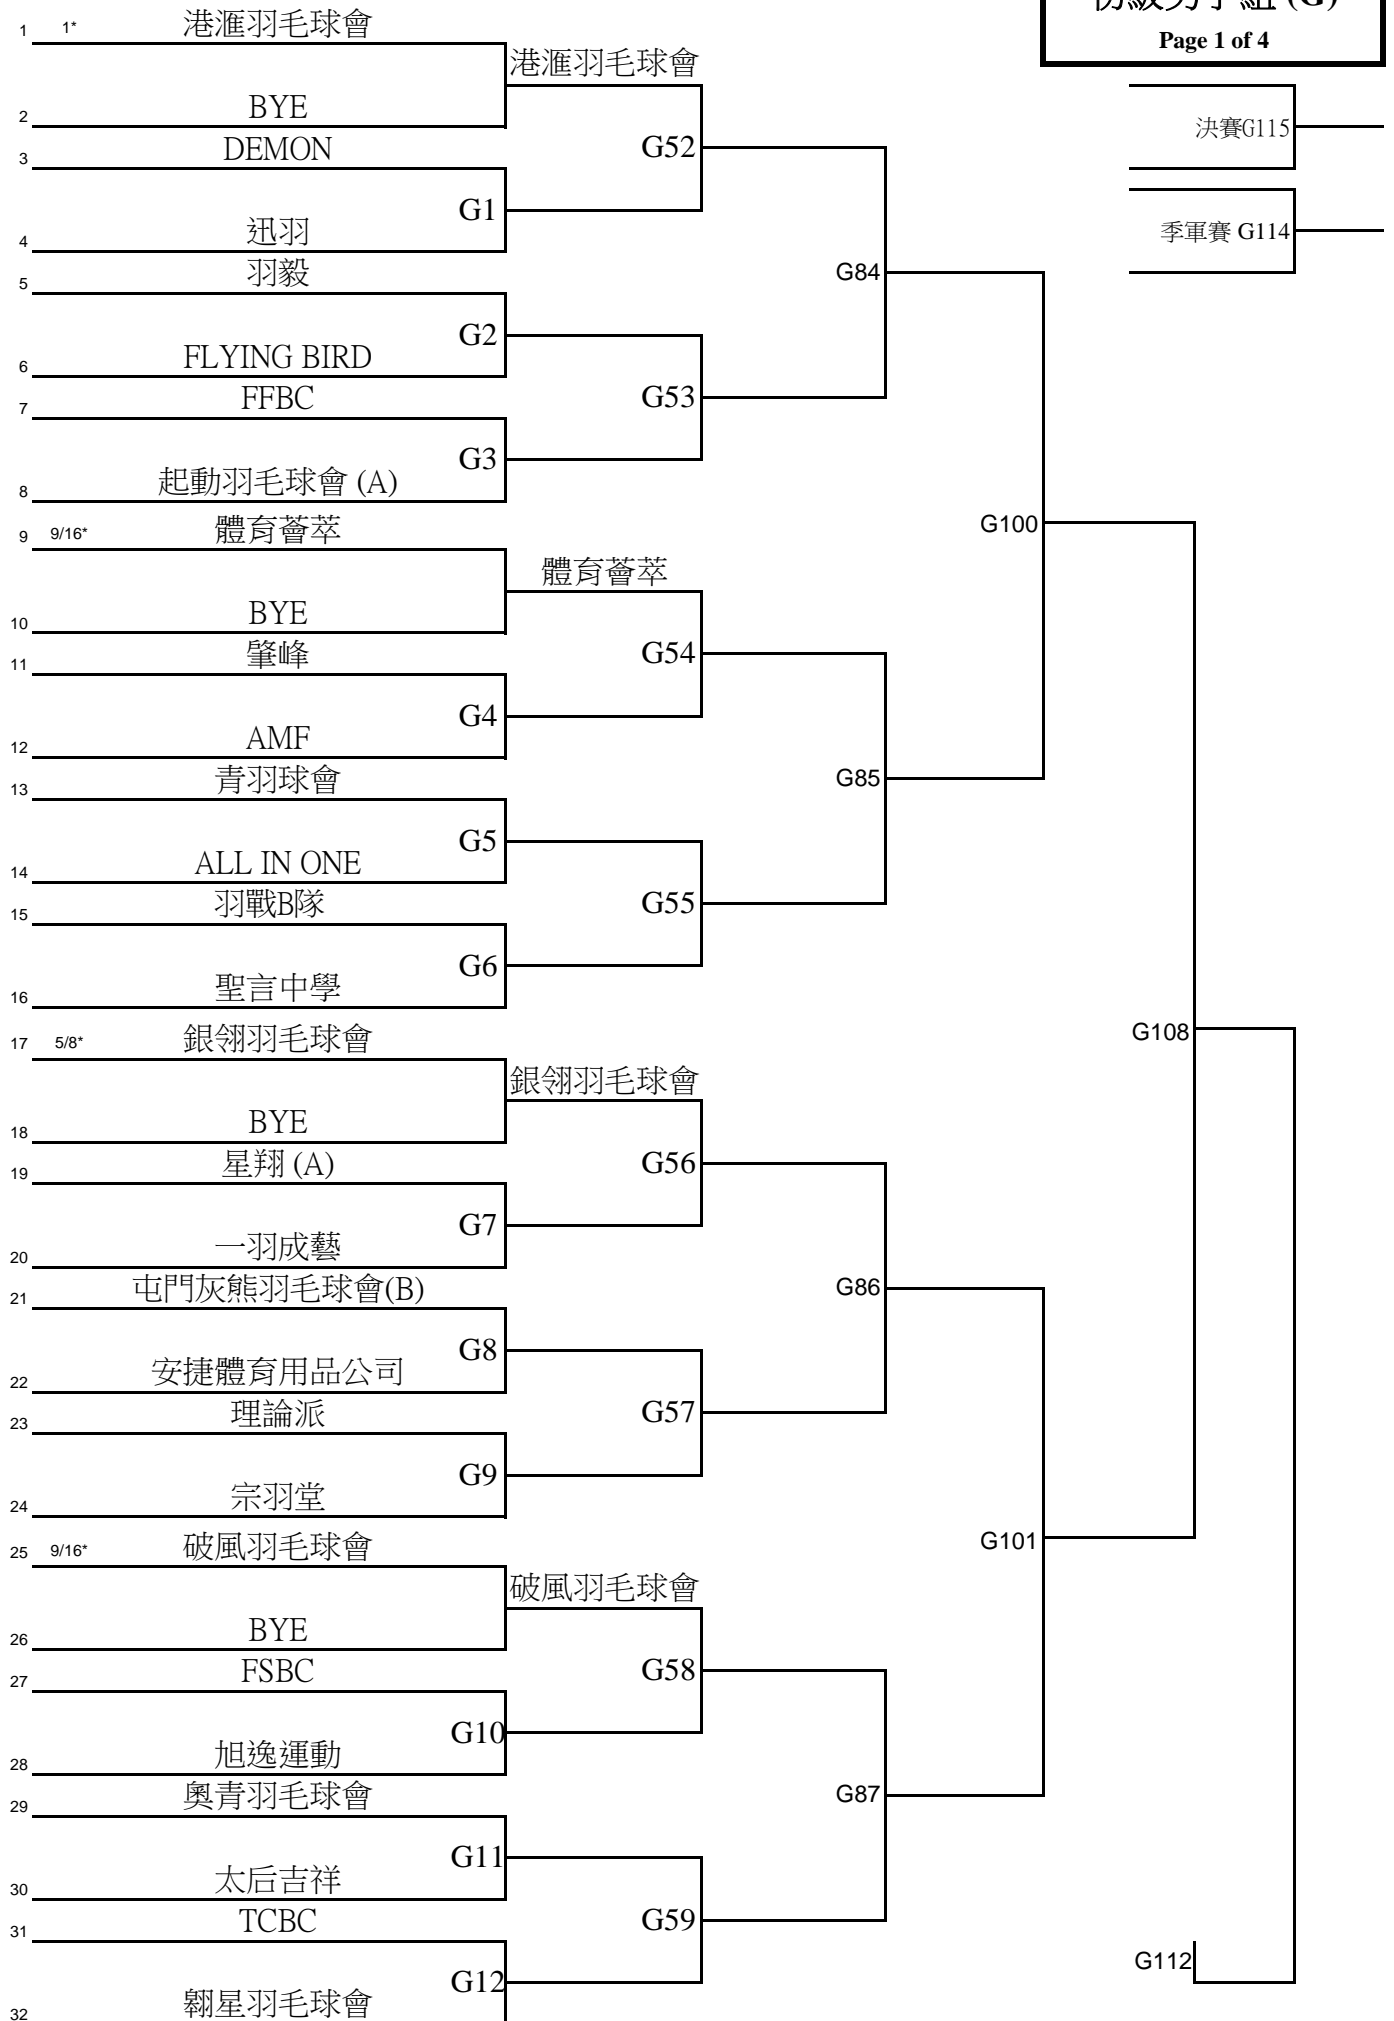 初級男子組 (G)
Page 1 of 4
1 1* 港滙羽毛球會
港滙羽毛球會
2 BYE
決賽G115
3 DEMON
G52
G1
4 迅羽
季軍賽 G114
5 羽毅
G84
G2
6 FLYING BIRD
7 FFBC
G53
G3
8 起動羽毛球會 (A)
9 9/16* 體育薈萃
G100
體育薈萃
10 BYE
11 肇峰
G54
G4
12 AMF
13 青羽球會
G85
G5
14 ALL IN ONE
15 羽戰B隊
G55
G6
16 聖言中學
17 5/8* 銀翎羽毛球會
G108
銀翎羽毛球會
18 BYE
19 星翔 (A)
G56
G7
20 一羽成藝
21 屯門灰熊羽毛球會(B)
G86
G8
22 安捷體育用品公司
23 理論派
G57
G9
24 宗羽堂
25 9/16* 破風羽毛球會
G101
破風羽毛球會
26 BYE
27 FSBC
G58
G10
28 旭逸運動
29 奧青羽毛球會
G87
G11
30 太后吉祥
31 TCBC
G59
G112
G12
32 翱星羽毛球會